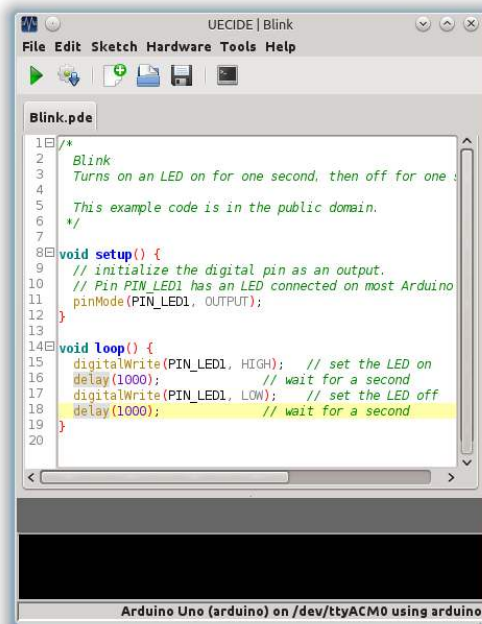 UECIDE | Blink
File Edit Sketch Hardware Tools Help
Blink.pde
1 /*
2 Blink
3 Turns on an LED on for one second, then off for one
4
5 This example code is in the public domain.
6 */
7
8 void setup() {
9 // initialize the digital pin as an output.
10 // Pin PIN_LED1 has an LED connected on most Arduino
11 pinMode(PIN_LED1, OUTPUT);
12 }
13
14 void loop() {
15 digitalWrite(PIN_LED1, HIGH); // set the LED on
16 delay(1000); // wait for a second
17 digitalWrite(PIN_LED1, LOW); // set the LED off
18 delay(1000); // wait for a second
19 }
20
Arduino Uno (arduino) on /dev/ttyACM0 using arduino